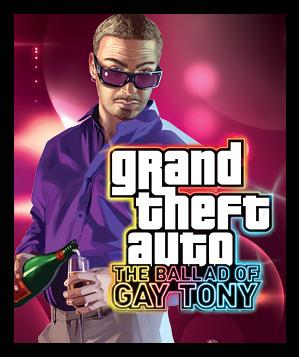 grand
theft
auto
THE BALLAD OF
GAY TONY